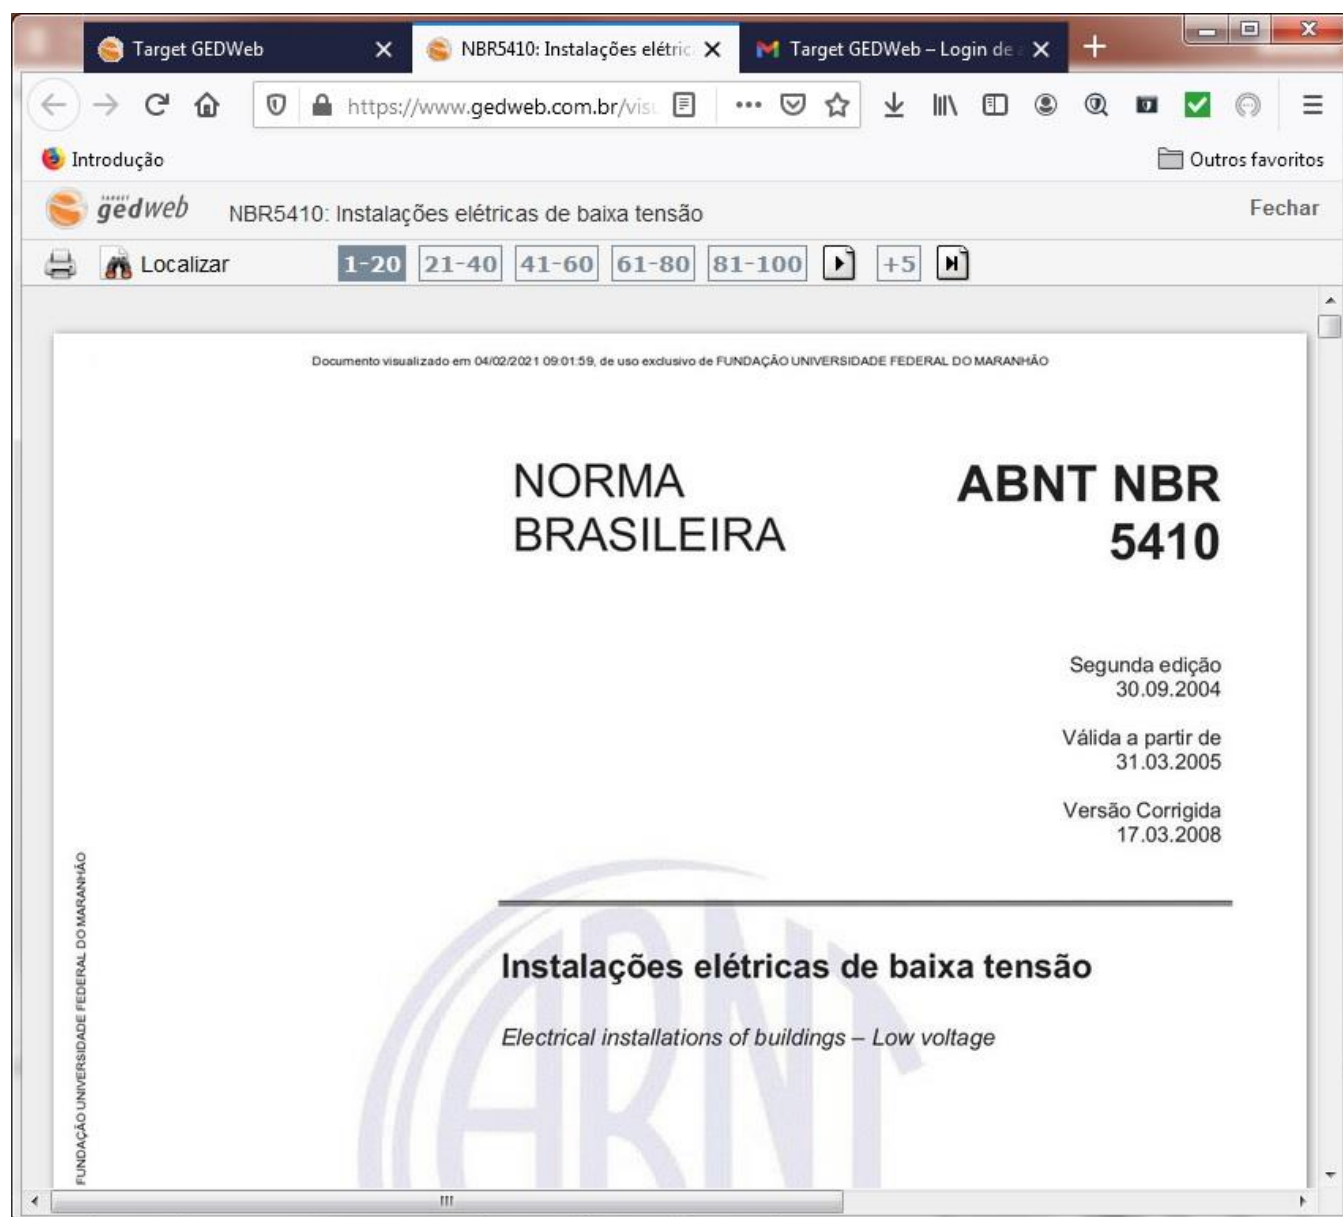 Target GEDWeb
NBR5410: Instalações elétric
Target GEDWeb – Login de
https://www.gedweb.com.br/vis
Introdução
Outros favoritos
TARGET
gedweb
NBR5410: Instalações elétricas de baixa tensão
Fechar
Localizar
1-20 21-40 41-60 61-80 81-100 +5
Documento visualizado em 04/02/2021 09:01:59, de uso exclusivo de FUNDAÇÃO UNIVERSIDADE FEDERAL DO MARANHÃO
NORMA
BRASILEIRA
ABNT NBR
5410
Segunda edição
30.09.2004
Válida a partir de
31.03.2005
Versão Corrigida
17.03.2008
Instalações elétricas de baixa tensão
Electrical installations of buildings – Low voltage
FUNDAÇÃO UNIVERSIDADE FEDERAL DO MARANHÃO
ABNT